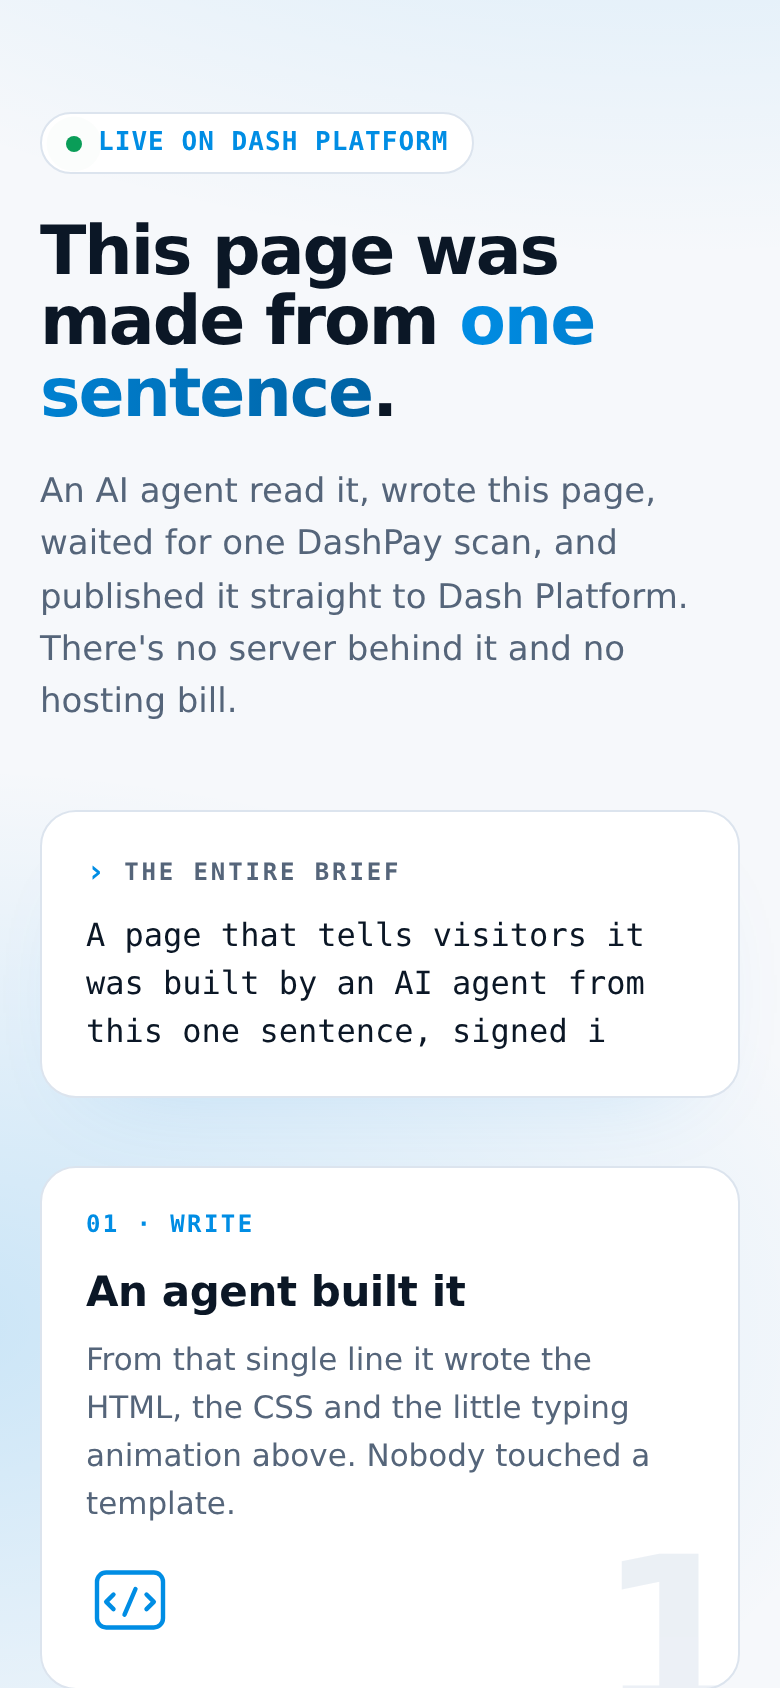 LIVE ON DASH PLATFORM
This page was
made from one
sentence.
An AI agent read it, wrote this page,
waited for one DashPay scan, and
published it straight to Dash Platform.
There's no server behind it and no
hosting bill.
› THE ENTIRE BRIEF
A page that tells visitors it
was built by an AI agent from
this one sentence, signed i
01 · WRITE
An agent built it
From that single line it wrote the
HTML, the CSS and the little typing
animation above. Nobody touched a
template.
</>
1